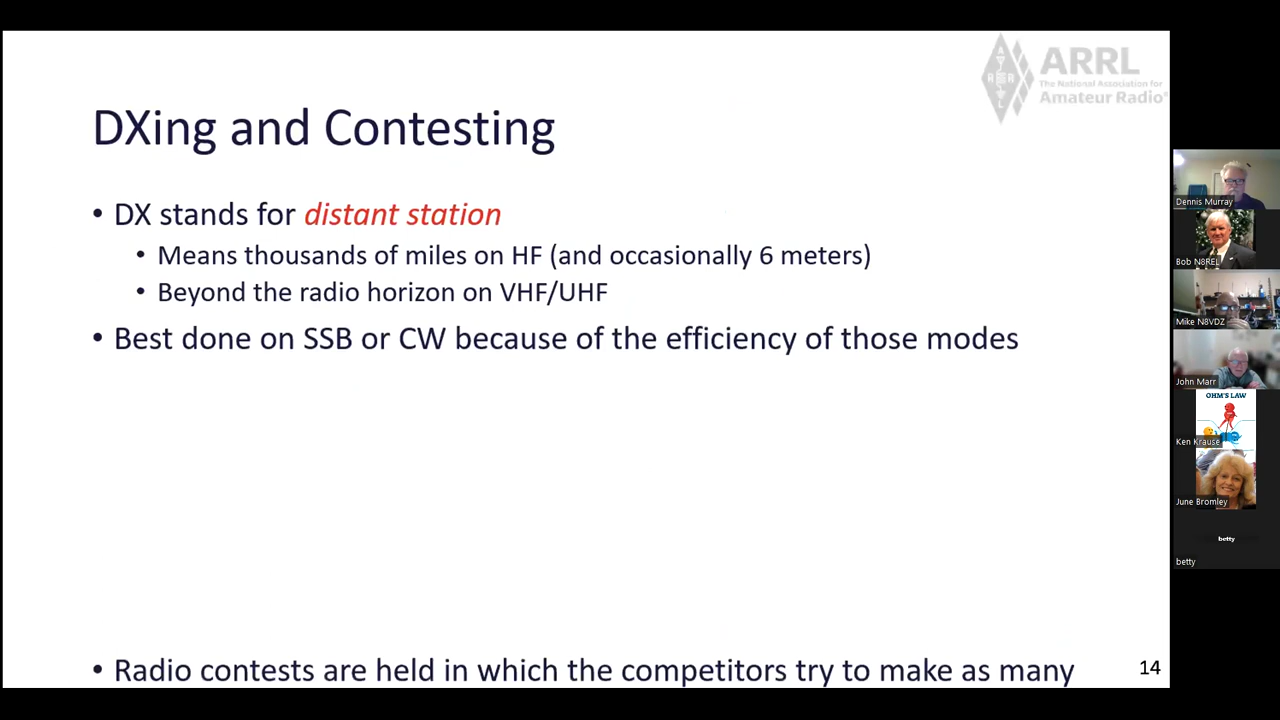 ARRL
The National Association for
Amateur Radio®
DXing and Contesting
• DX stands for distant station
• Means thousands of miles on HF (and occasionally 6 meters)
• Beyond the radio horizon on VHF/UHF
• Best done on SSB or CW because of the efficiency of those modes
• Radio contests are held in which the competitors try to make as many
14
Dennis Murray
Bob N8REL
Mike N8VDZ
John Marr
OHM'S LAW
Ken Krause
June Bromley
betty
betty